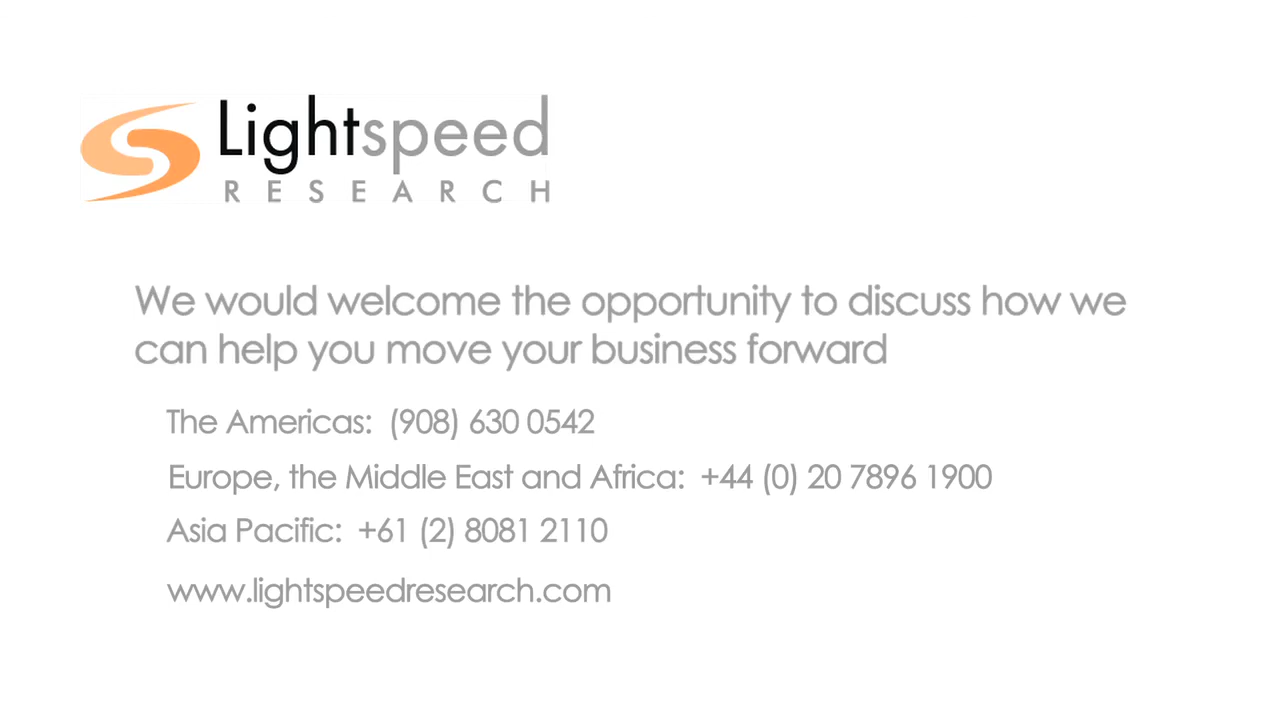 Lightspeed
RESEARCH
We would welcome the opportunity to discuss how we
can help you move your business forward
The Americas: (908) 630 0542
Europe, the Middle East and Africa: +44 (0) 20 7896 1900
Asia Pacific: +61 (2) 8081 2110
www.lightspeedresearch.com